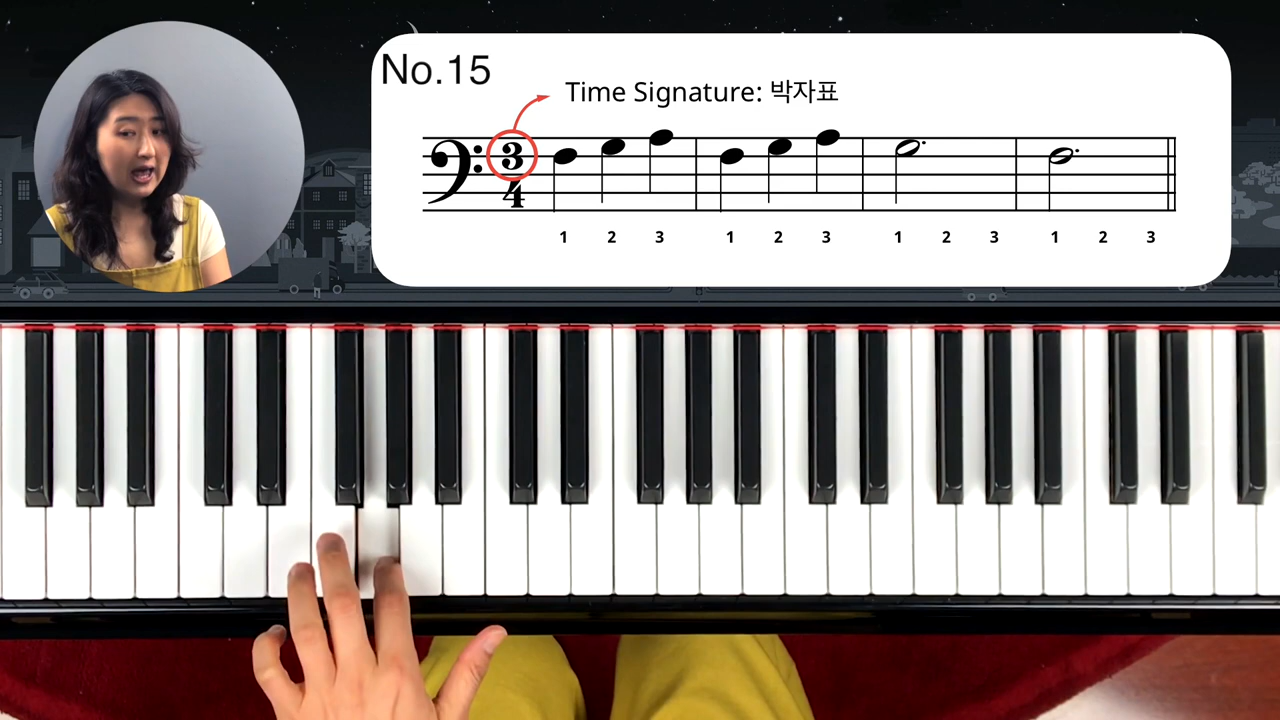 No.15
Time Signature: 박자표
3
4
1 2 3 1 2 3 1 2 3 1 2 3